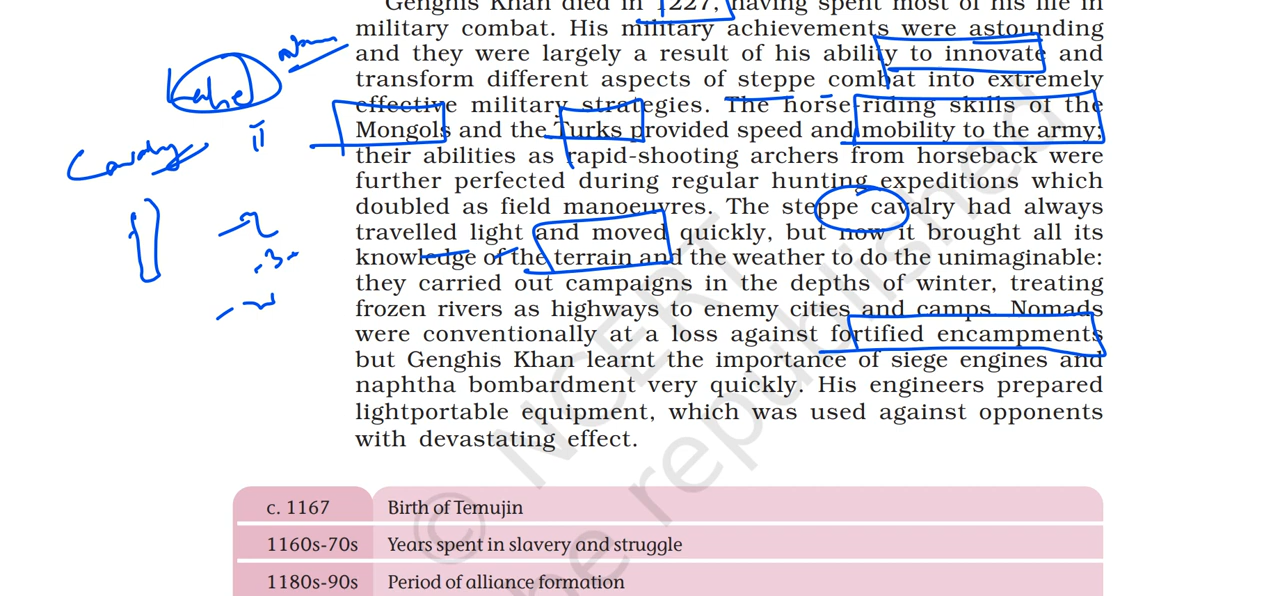 Genghis Khan died in 1227, having spent most of his life in
military combat. His military achievements were astounding
and they were largely a result of his ability to innovate and
transform different aspects of steppe combat into extremely
effective military strategies. The horse-riding skills of the
Mongols and the Turks provided speed and mobility to the army;
their abilities as rapid-shooting archers from horseback were
further perfected during regular hunting expeditions which
doubled as field manoeuvres. The steppe cavalry had always
travelled light and moved quickly, but now it brought all its
knowledge of the terrain and the weather to do the unimaginable:
they carried out campaigns in the depths of winter, treating
frozen rivers as highways to enemy cities and camps. Nomads
were conventionally at a loss against fortified encampments
but Genghis Khan learnt the importance of siege engines and
naphtha bombardment very quickly. His engineers prepared
lightportable equipment, which was used against opponents
with devastating effect.
© NCERT
be republished
c. 1167 Birth of Temujin
1160s-70s Years spent in slavery and struggle
1180s-90s Period of alliance formation